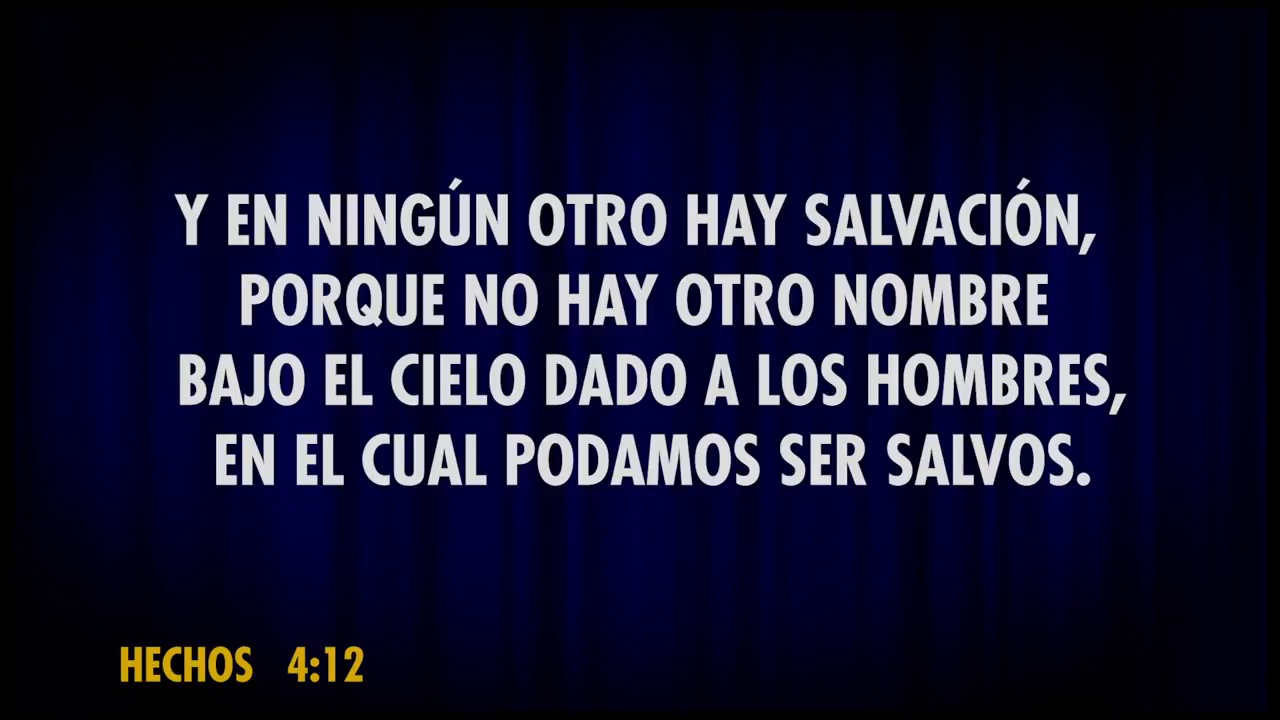 Y EN NINGÚN OTRO HAY SALVACIÓN,
PORQUE NO HAY OTRO NOMBRE
BAJO EL CIELO DADO A LOS HOMBRES,
EN EL CUAL PODAMOS SER SALVOS.
HECHOS 4:12